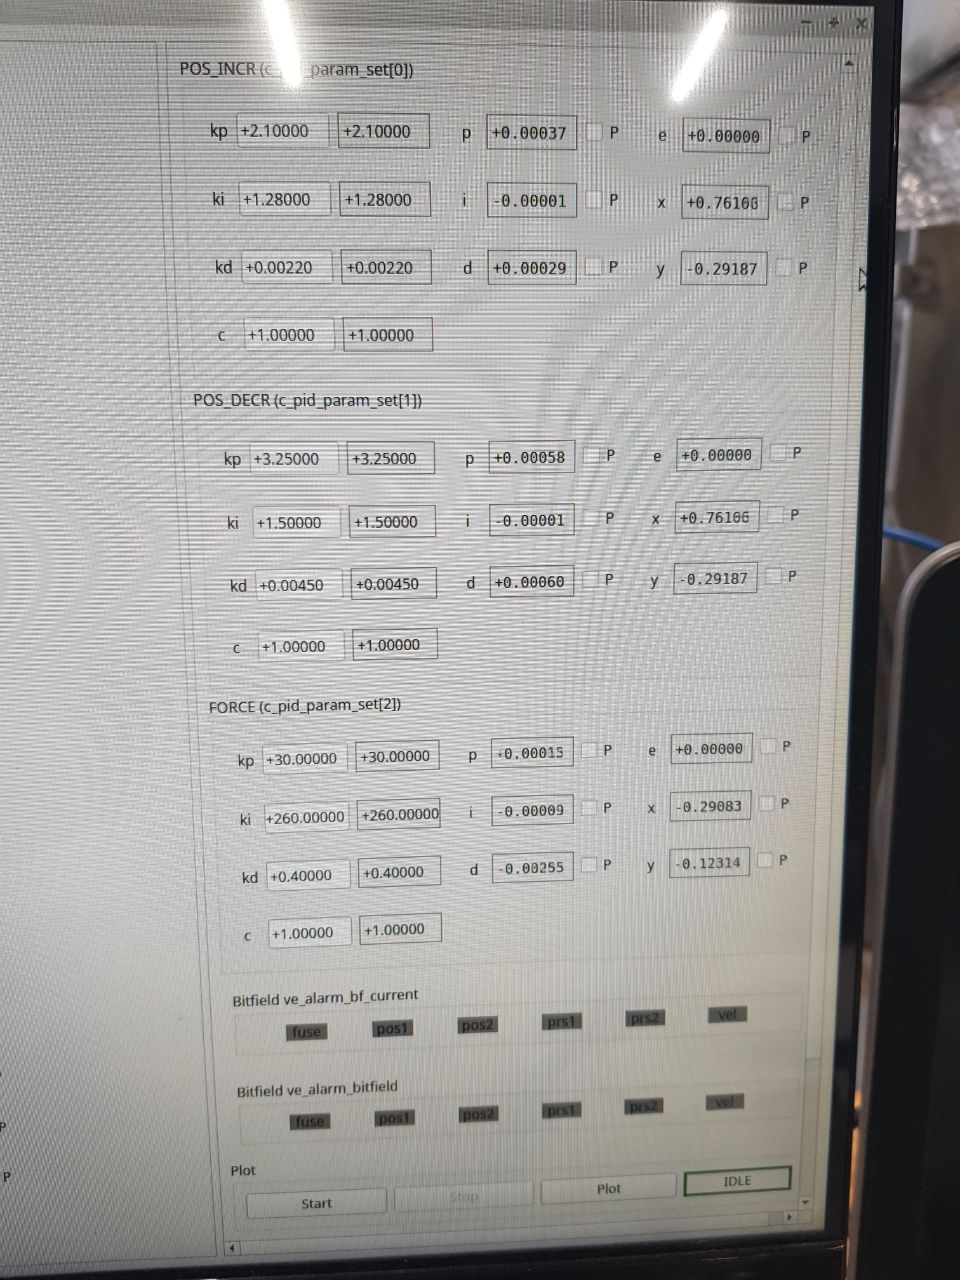 POS_INCR (c_ param_set[0])
kp +2.10000 +2.10000 p +0.00037 P e +0.00000 P
ki +1.28000 +1.28000 i -0.00001 P x P
kd +0.00220 +0.00220 d +0.00029 P y -0.29187 P
c +1.00000 +1.00000
POS_DECR (c_pid_param_set[1])
kp +3.25000 +3.25000 p +0.00058 P e +0.00000 P
ki +1.50000 +1.50000 i -0.00001 P x +0.76166 P
kd +0.00450 +0.00450 d +0.00060 P y -0.29187 P
c +1.00000 +1.00000
FORCE (c_pid_param_set[2])
kp +30.00000 +30.00000 p P e +0.00000 P
ki +260.00000 +260.00000 i -0.00009 P x -0.29083 P
kd +0.40000 +0.40000 d -0.00255 P y -0.12314 P
c +1.00000 +1.00000
Bitfield ve_alarm_bf_current
fuse pos1 pos2 prs1 prs2 vel
Bitfield ve_alarm_bitfield
fuse pos1 pos2 prs1 prs2 vel
Plot
Start Stop Plot IDLE
P
P